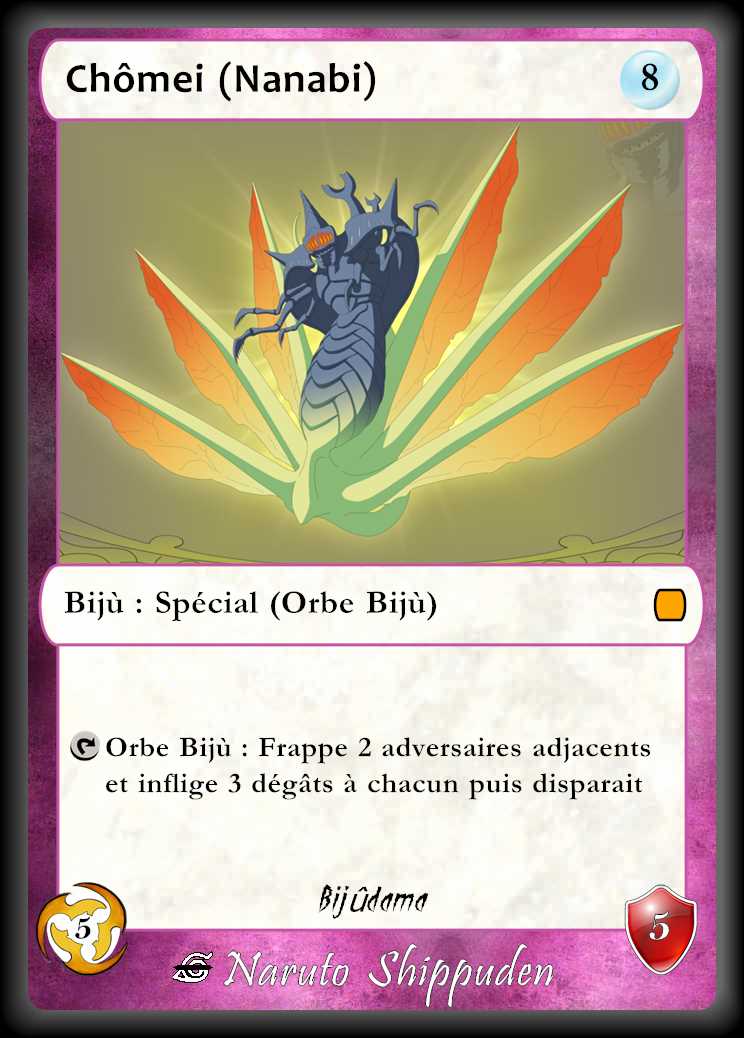 Chômei (Nanabi)
8
Bijù : Spécial (Orbe Bijù)
Orbe Bijù : Frappe 2 adversaires adjacents
et inflige 3 dégâts à chacun puis disparait
Bijûdama
5
5
Naruto Shippuden